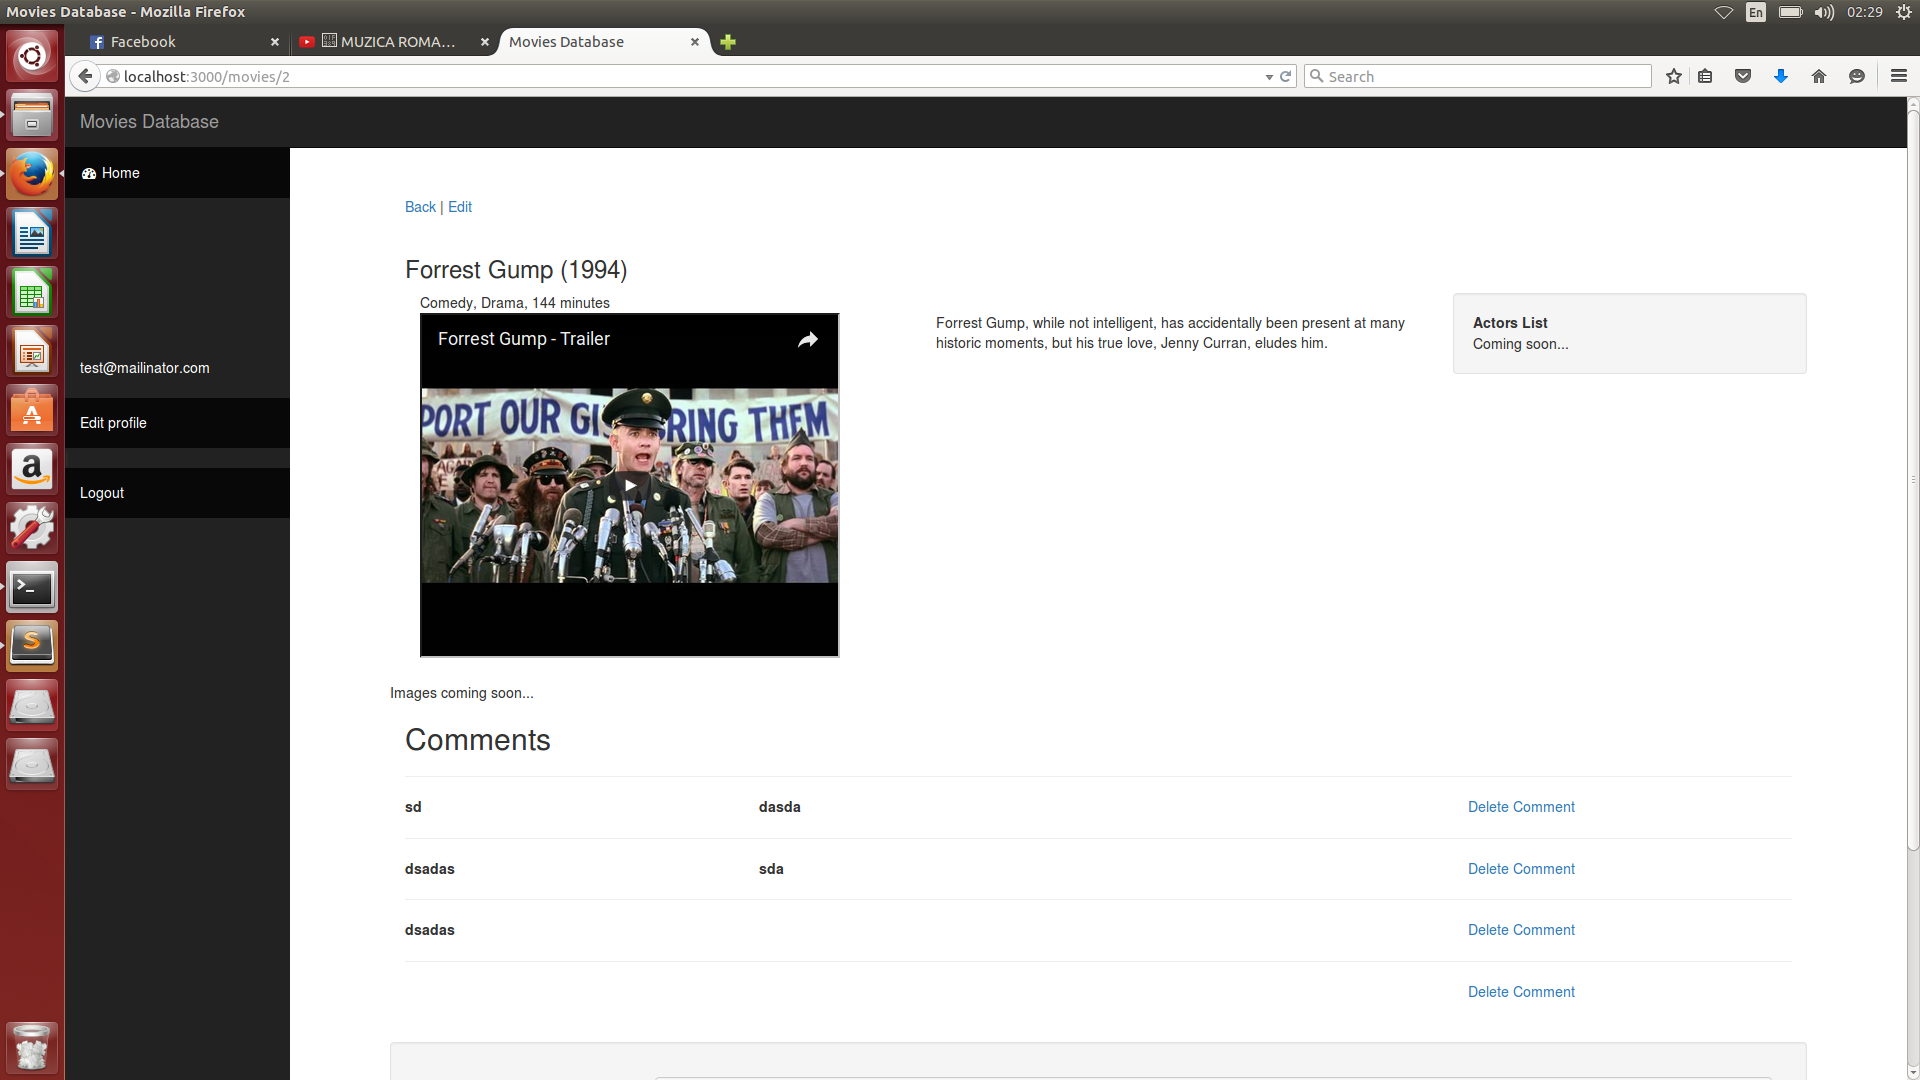 Movies Database - Mozilla Firefox
En
02:29
Facebook
MUZICA ROMA...
Movies Database
localhost:3000/movies/2
Search
Movies Database
Home
test@mailinator.com
Edit profile
Logout
Back | Edit
Forrest Gump (1994)
Comedy, Drama, 144 minutes
Forrest Gump - Trailer
PORT OUR GI
RING THEM
AGAIN
Forrest Gump, while not intelligent, has accidentally been present at many
historic moments, but his true love, Jenny Curran, eludes him.
Actors List
Coming soon...
Images coming soon...
Comments
sd dasda Delete Comment
dsadas sda Delete Comment
dsadas Delete Comment
Delete Comment